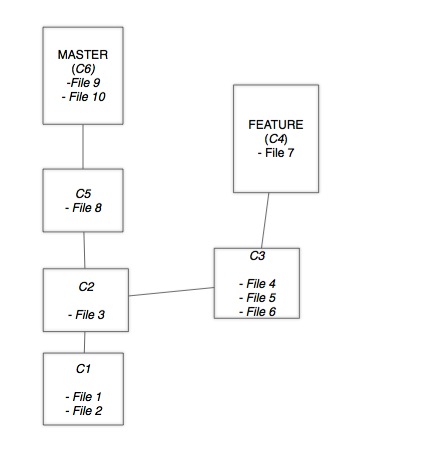 MASTER
(C6)
-File 9
- File 10
FEATURE
(C4)
- File 7
C5
- File 8
C2
- File 3
C3
- File 4
- File 5
- File 6
C1
- File 1
- File 2